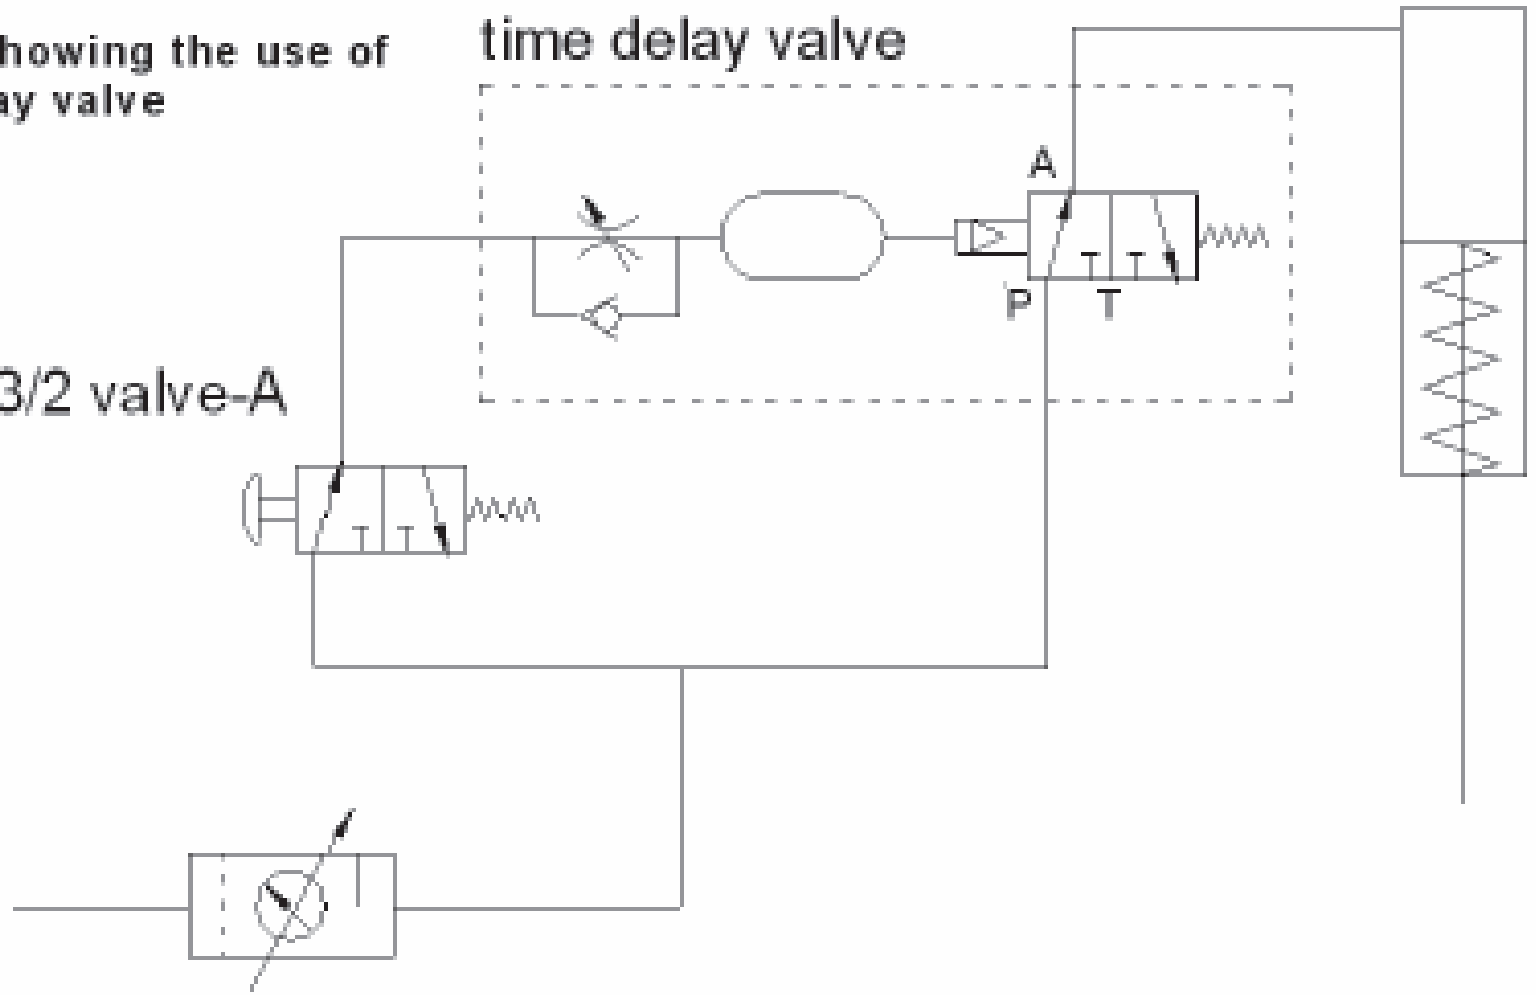 howing the use of
ay valve
time delay valve
A
P T
3/2 valve-A